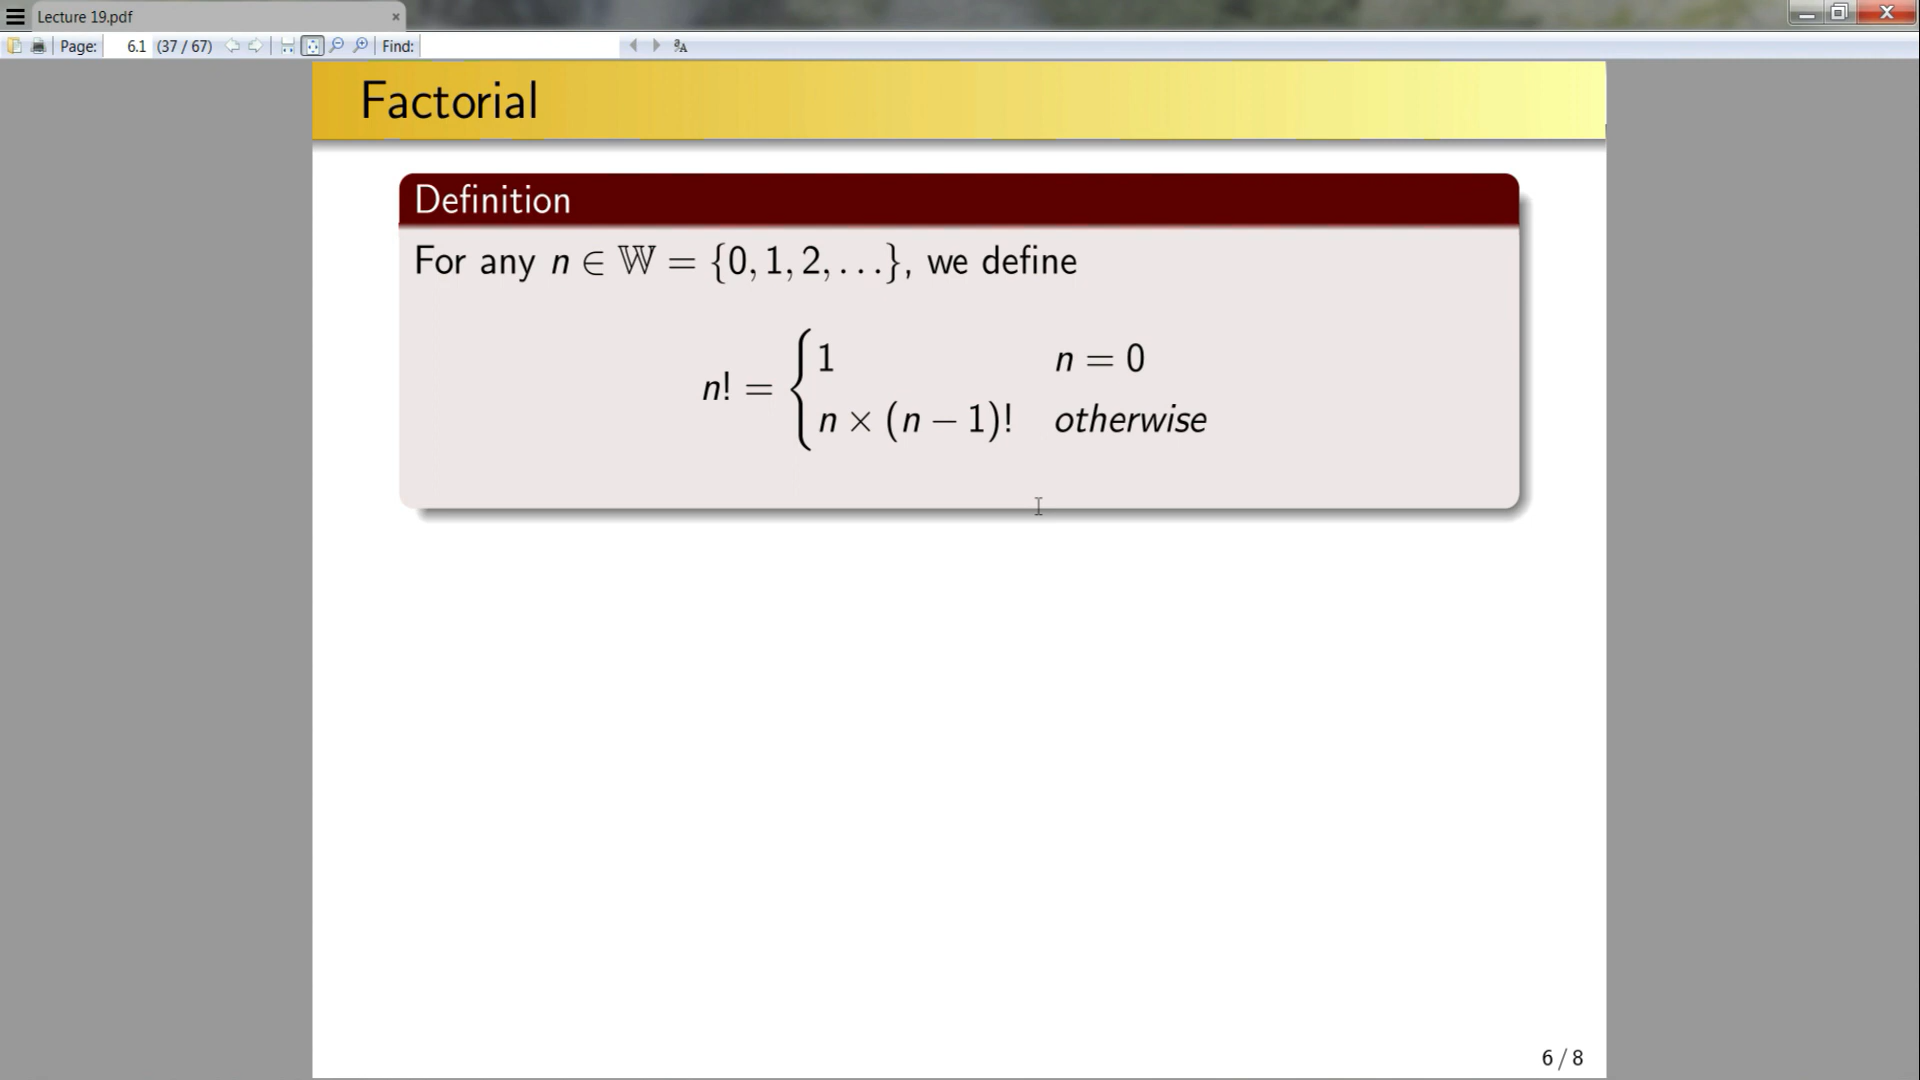 Lecture 19.pdf
Page: 6.1 (37 / 67) Find:
Factorial
Definition
For any n ∈ 𝕎 = {0, 1, 2, . . .}, we define
n! = { 1 n = 0
n × (n − 1)! otherwise
6 / 8